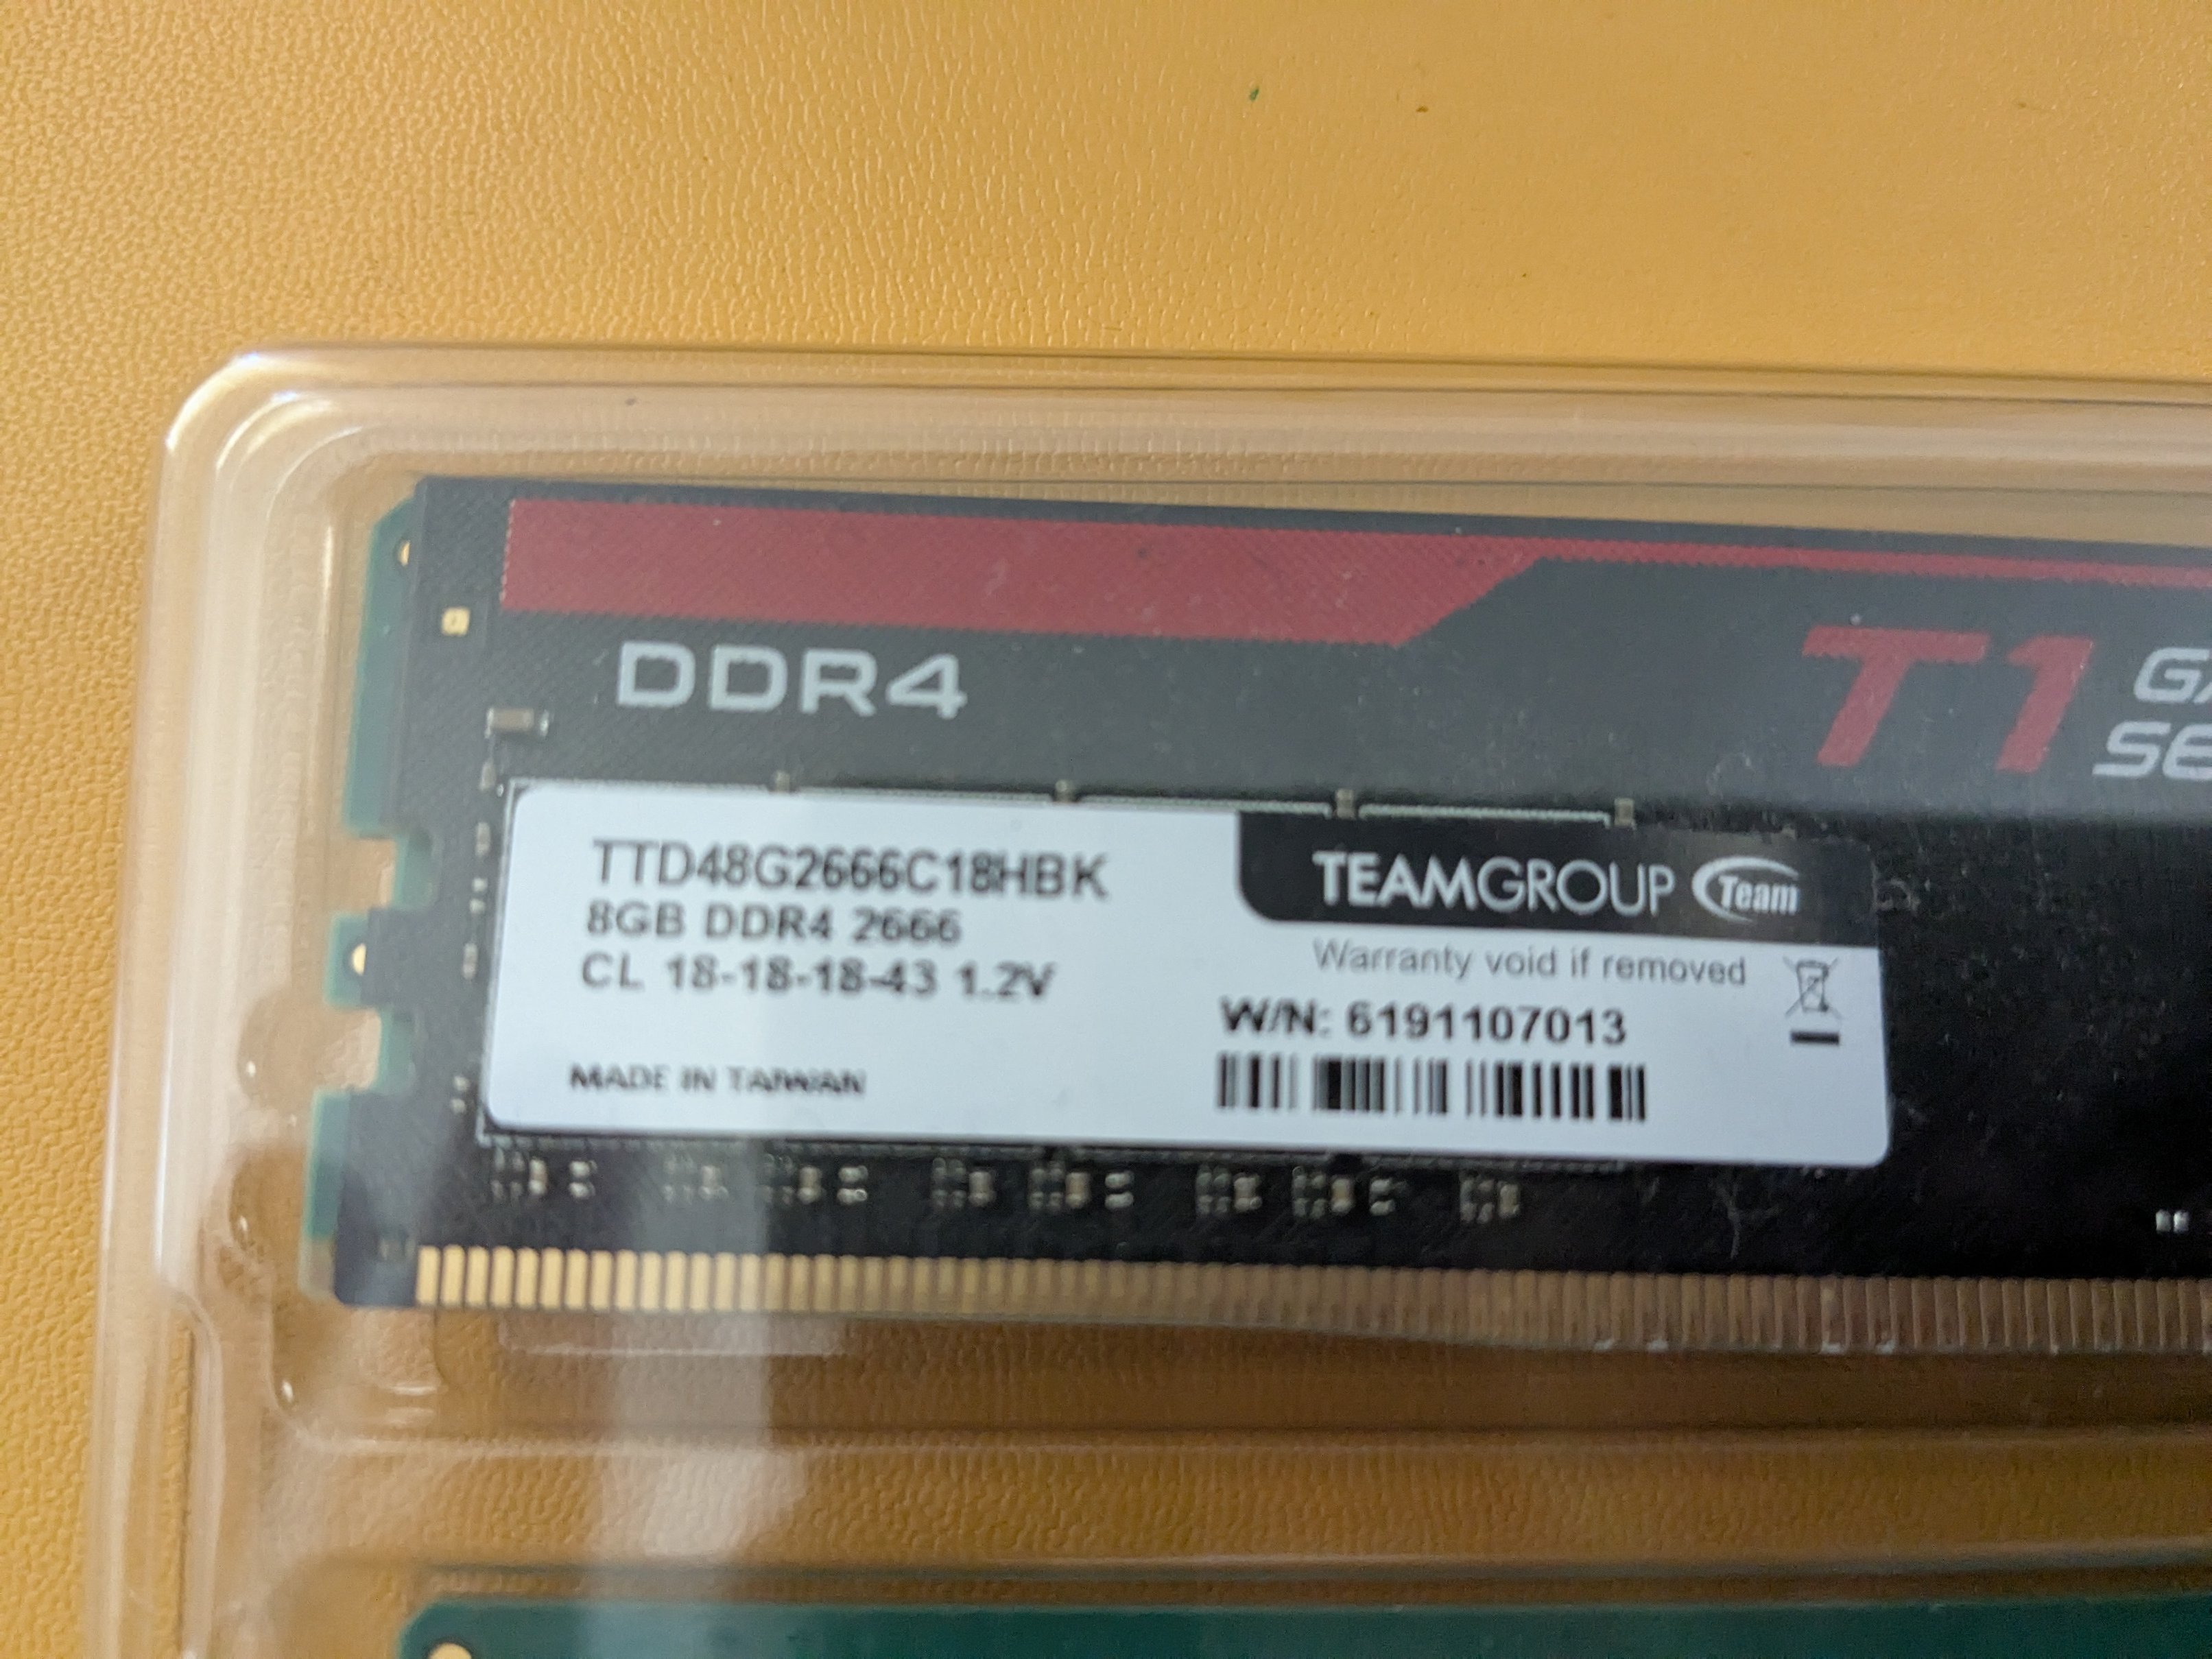 DDR4
T1
TTD48G2666C18HBK
8GB DDR4 2666
CL 18-18-18-43 1.2V
MADE IN TAIWAN
TEAMGROUP Team
Warranty void if removed
W/N: 6191107013